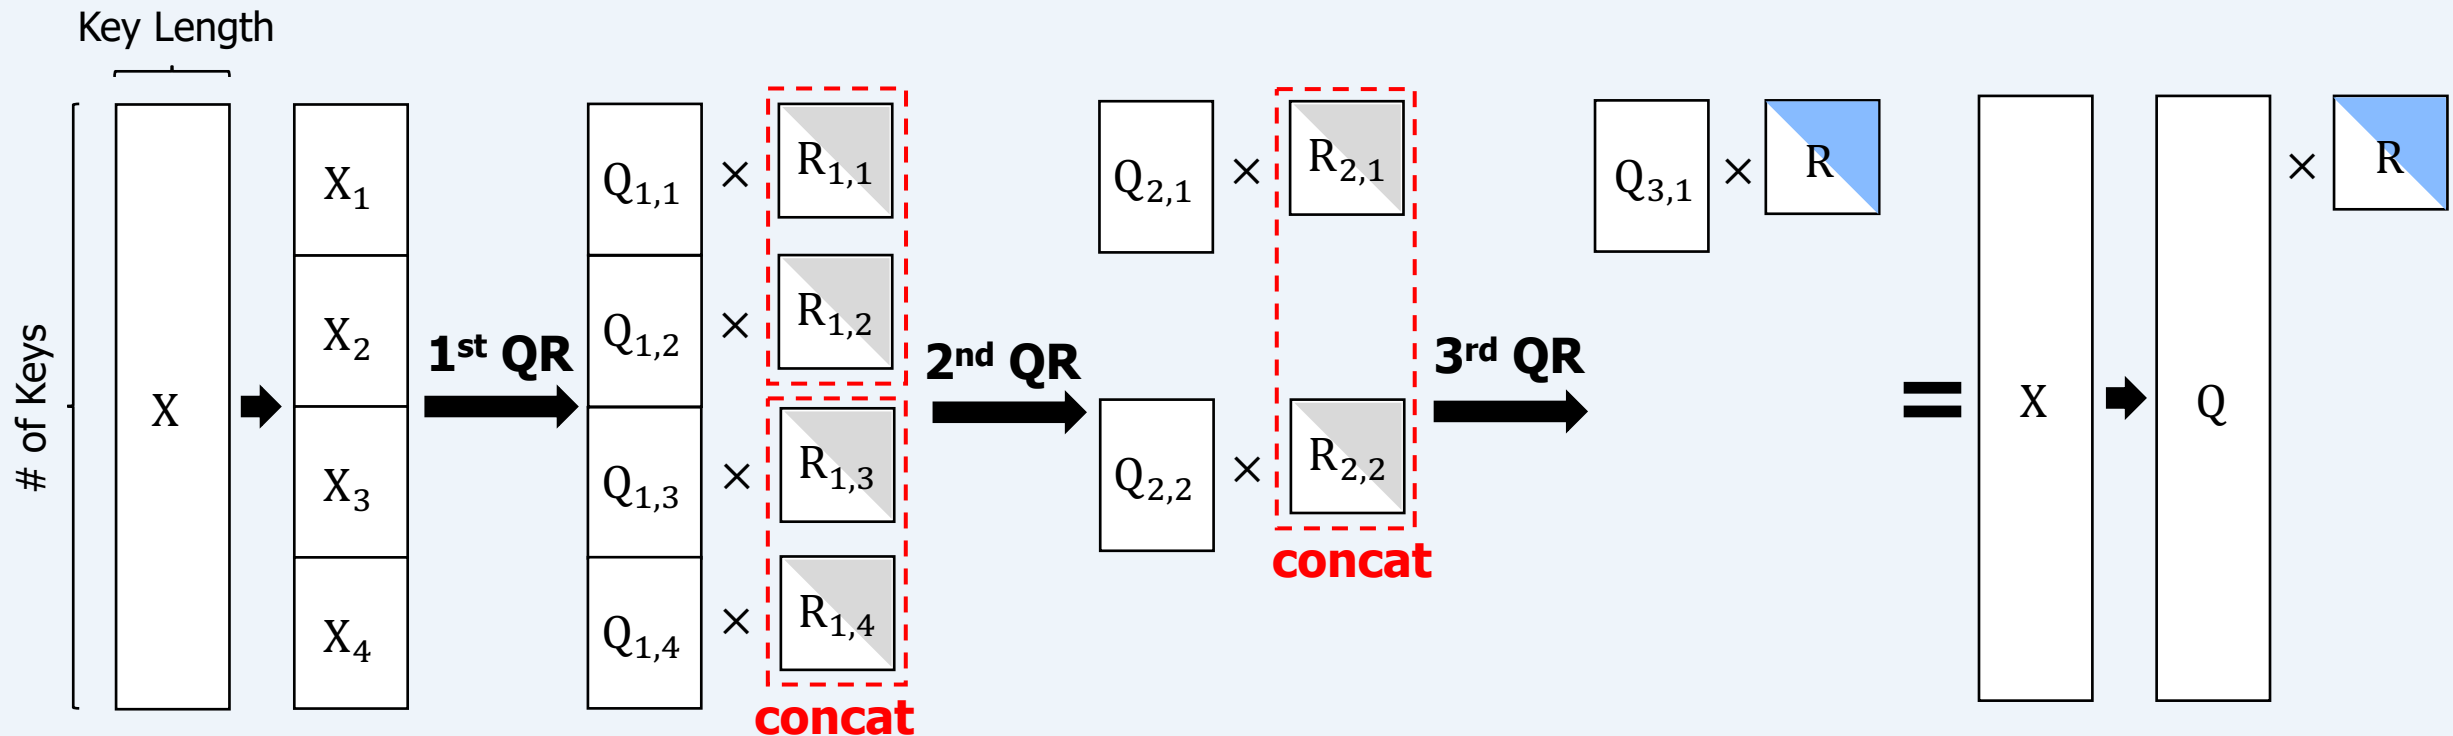 Key Length
# of Keys
X
X₁
X₂
X₃
X₄
1ˢᵗ QR
Q₁,₁ × R₁,₁
Q₁,₂ × R₁,₂
Q₁,₃ × R₁,₃
Q₁,₄ × R₁,₄
concat
2ⁿᵈ QR
Q₂,₁ × R₂,₁
Q₂,₂ × R₂,₂
concat
3ʳᵈ QR
Q₃,₁ × R
=
X
Q × R